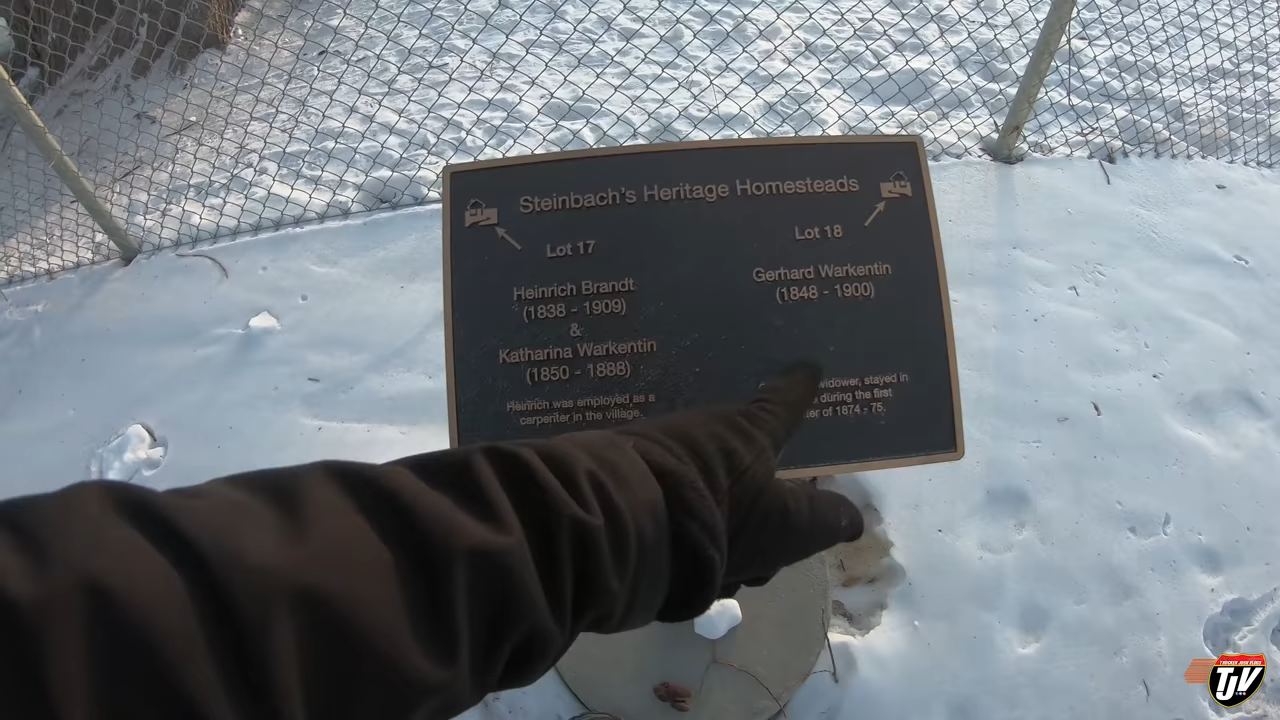 Steinbach's Heritage Homesteads
Lot 17
Heinrich Brandt
(1838 - 1909)
&
Katharina Warkentin
(1850 - 1888)
Heinrich was employed as a
carpenter in the village.
Lot 18
Gerhard Warkentin
(1848 - 1900)
widower, stayed in
during the first
of 1874 - 75.
TJV